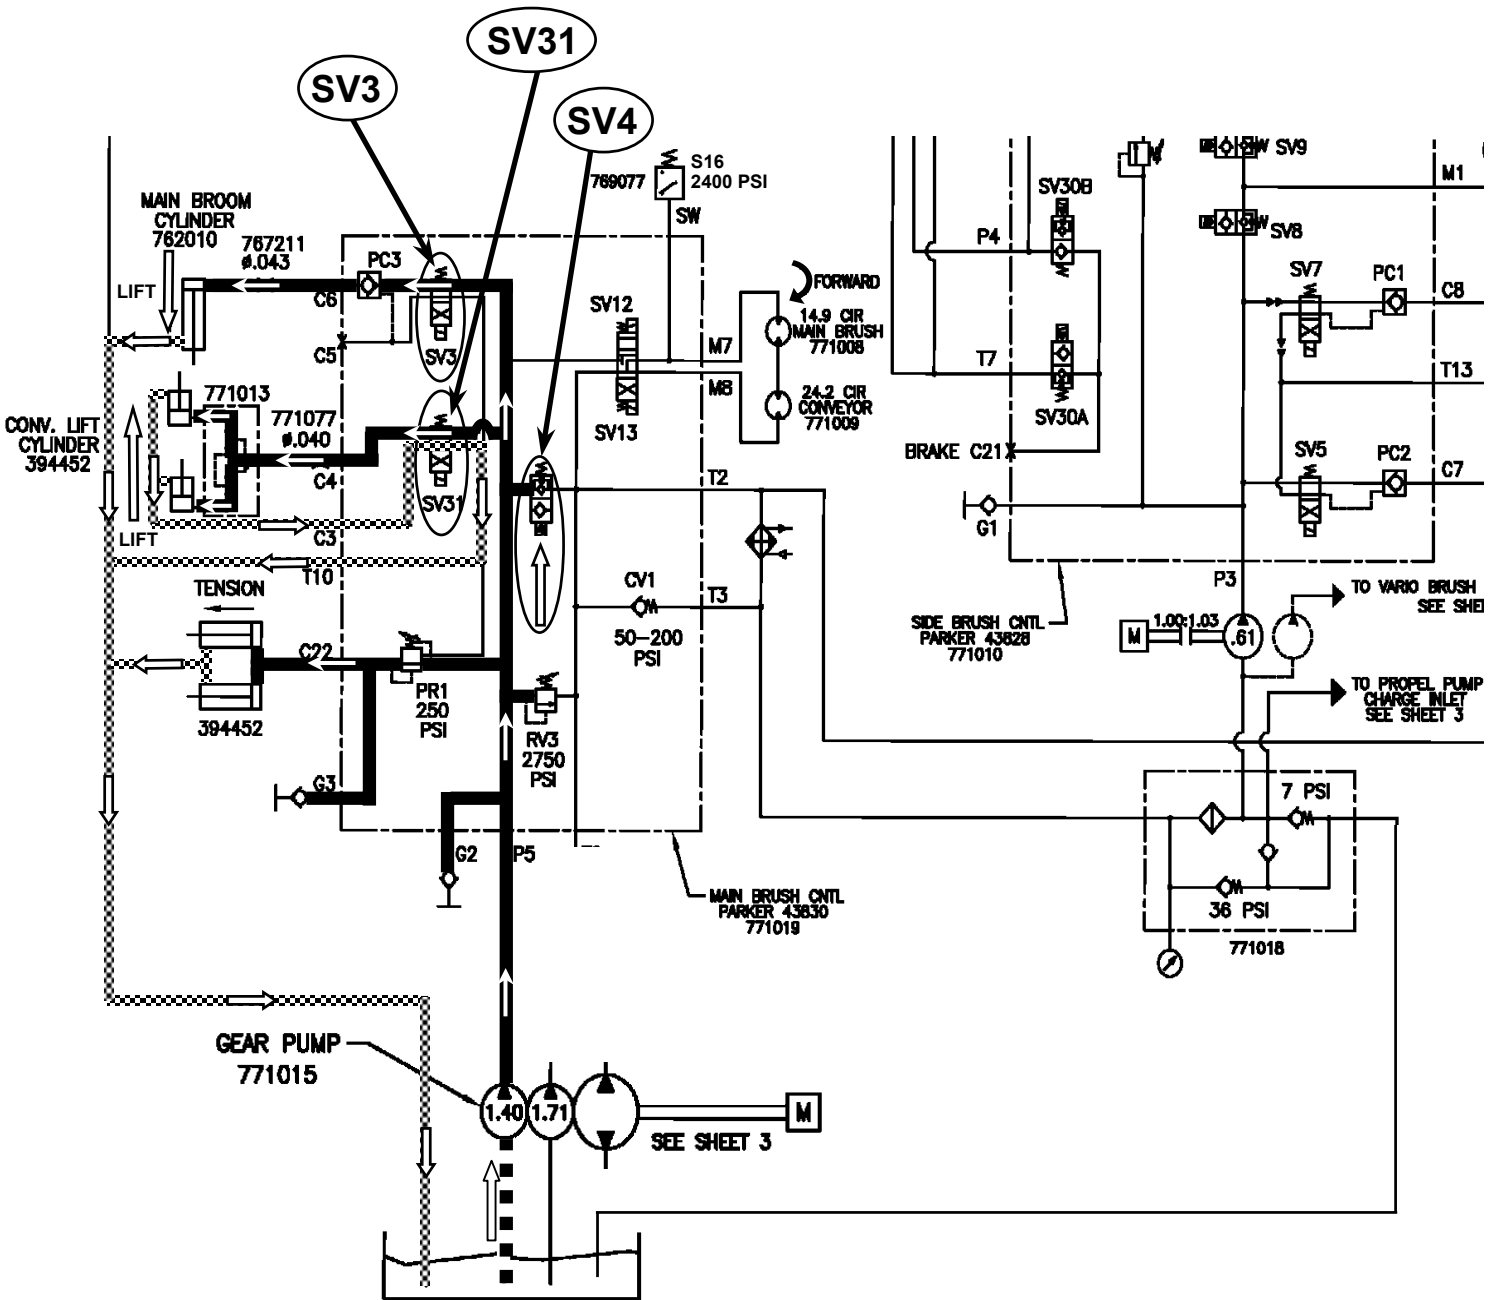 SV31
SV3
SV4
S16
2400 PSI
769077
SW
MAIN BROOM
CYLINDER
762010
767211
ø.043
PC3
LIFT
C6
C5
SV3
SV12
SV13
M7
M8
FORWARD
14.9 CIR
MAIN BRUSH
771008
24.2 CIR
CONVEYOR
771009
771013
771077
ø.040
CONV. LIFT
CYLINDER
394452
C4
SV31
LIFT
C3
T10
T2
T3
CV1
50-200
PSI
TENSION
C22
394452
PR1
250
PSI
RV3
2750
PSI
G3
G2
P5
MAIN BRUSH CNTL
PARKER 43830
771019
GEAR PUMP
771015
1.40
1.71
M
SEE SHEET 3
SV9
M1
SV30B
P4
SV8
SV7
PC1
C8
T7
SV30A
T13
BRAKE C21
SV5
PC2
C7
G1
P3
TO VARIO BRUSH
SIDE BRUSH CNTL
PARKER 43828
771010
1.00:1.03
M
.61
TO PROPEL PUMP
CHARGE INLET
SEE SHEET 3
7 PSI
36 PSI
771018